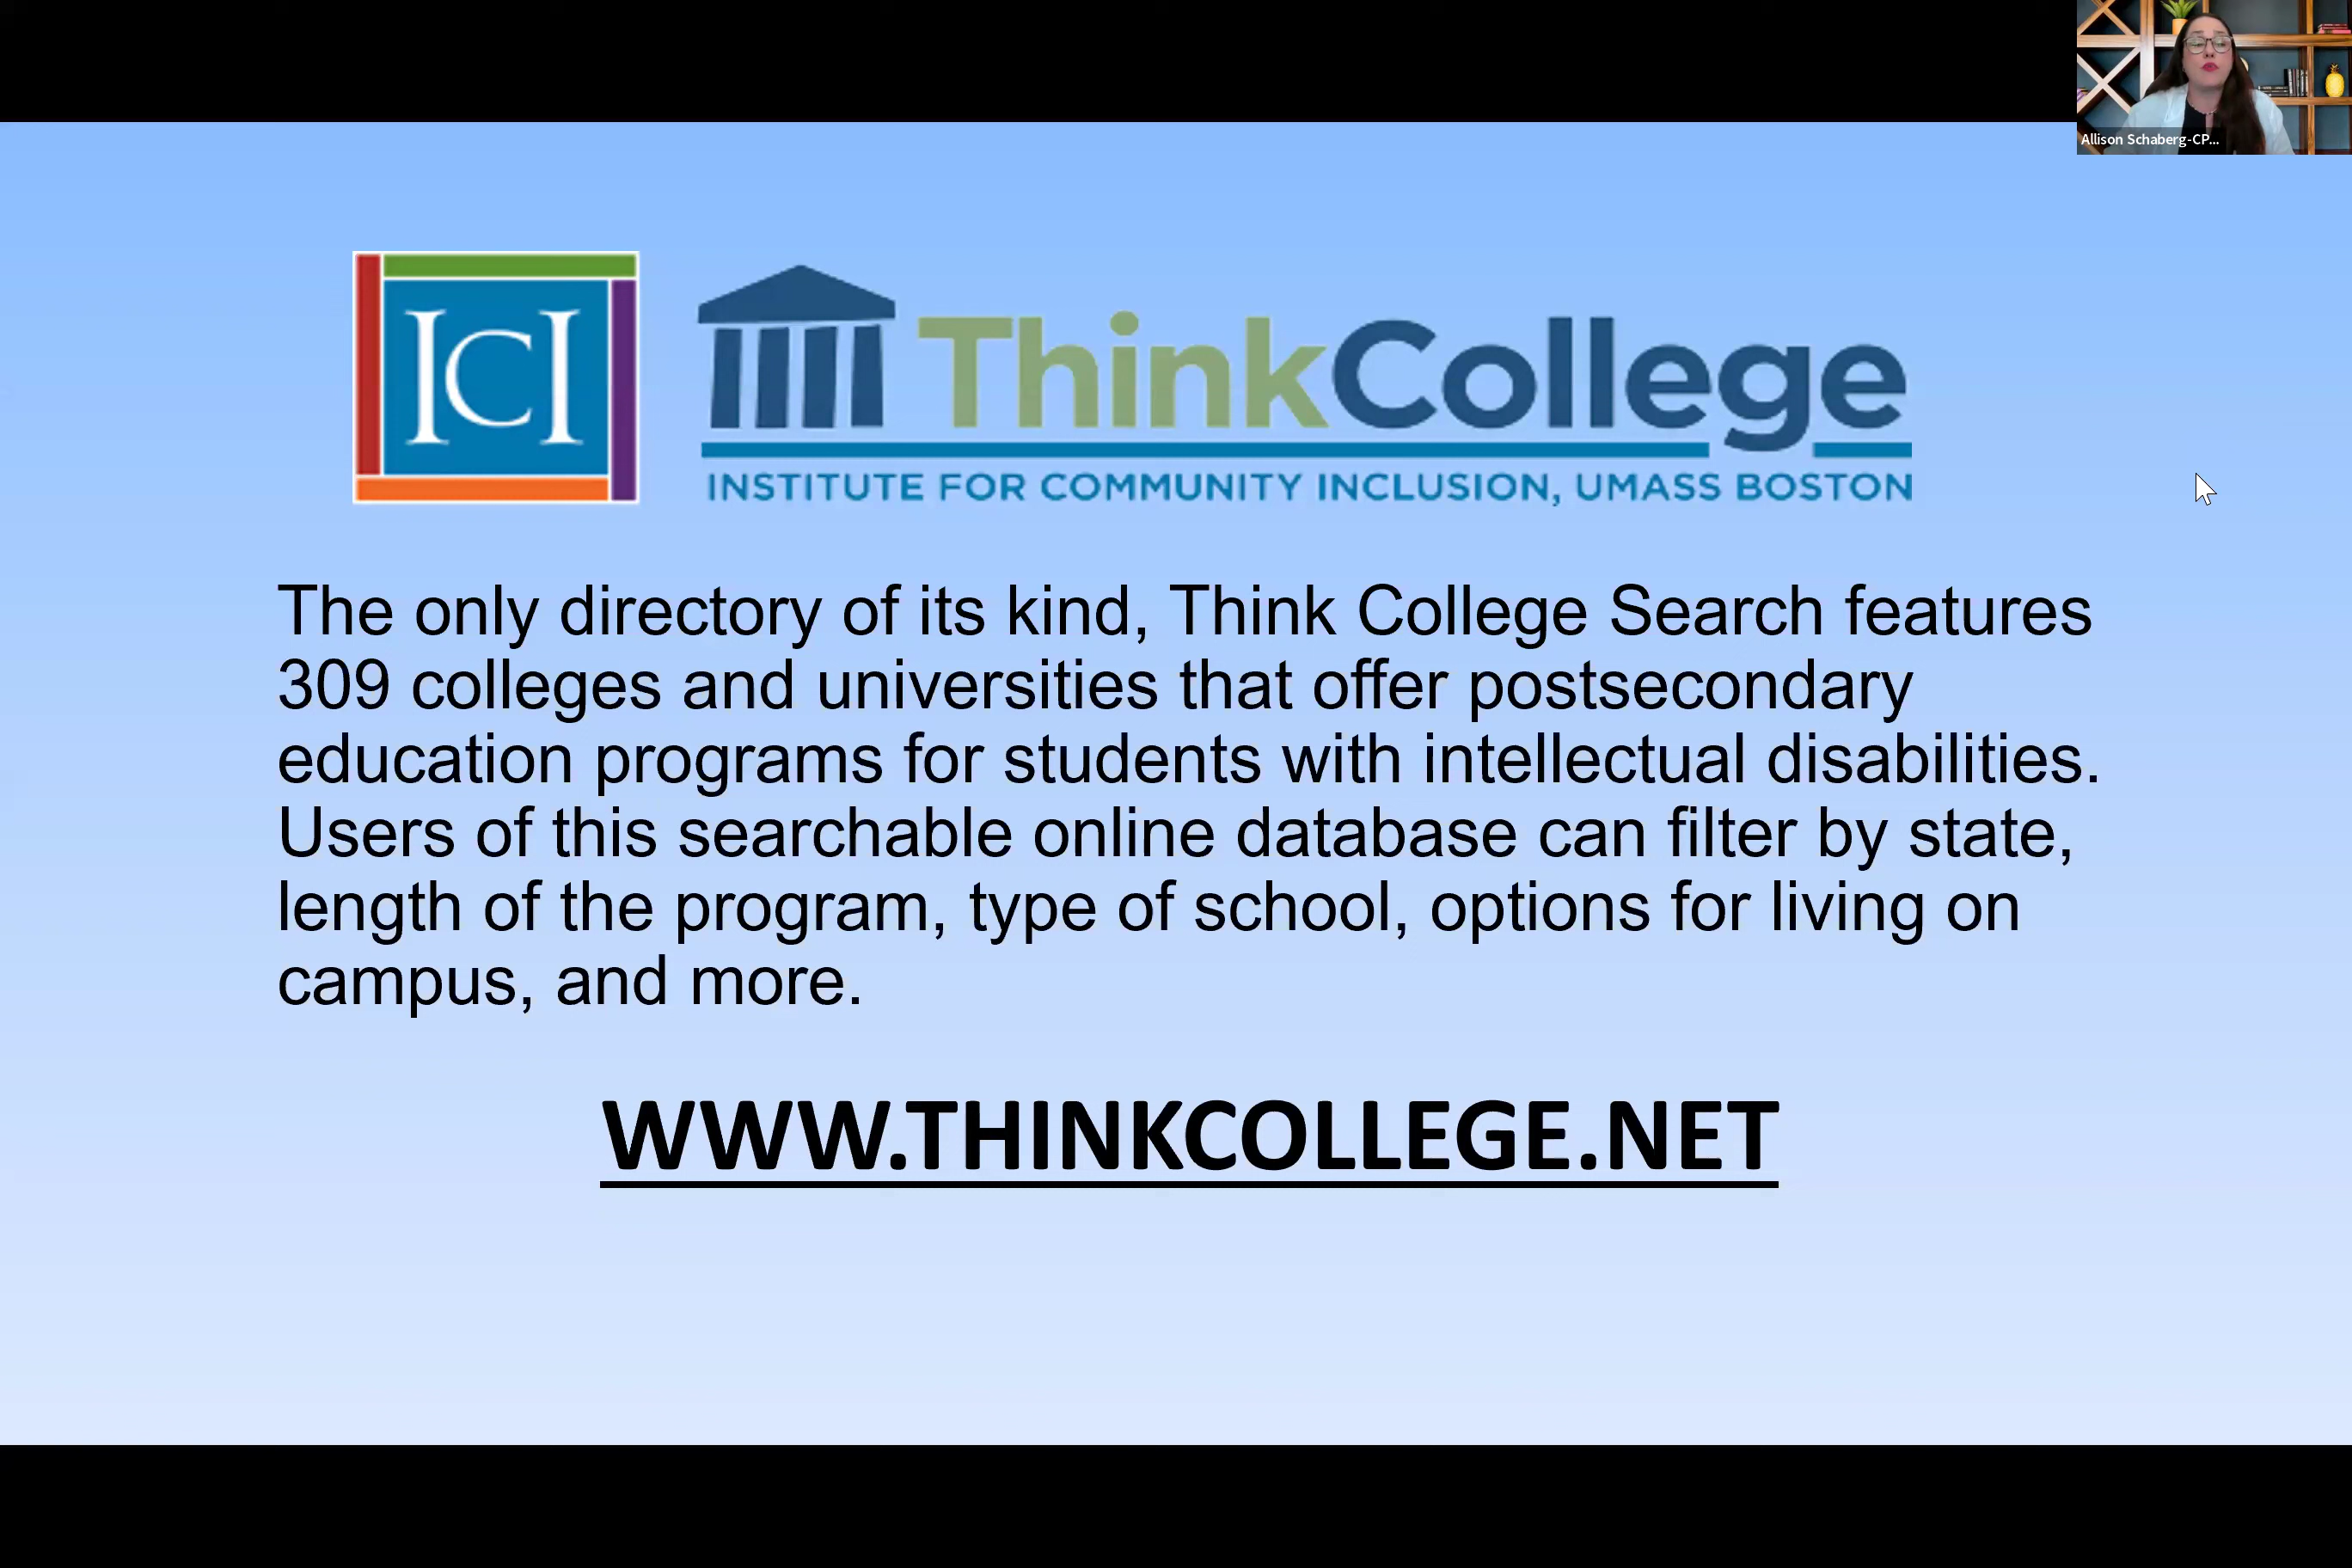 Allison Schaberg-CP...
ICI
ThinkCollege
INSTITUTE FOR COMMUNITY INCLUSION, UMASS BOSTON
The only directory of its kind, Think College Search features
309 colleges and universities that offer postsecondary
education programs for students with intellectual disabilities.
Users of this searchable online database can filter by state,
length of the program, type of school, options for living on
campus, and more.
WWW.THINKCOLLEGE.NET